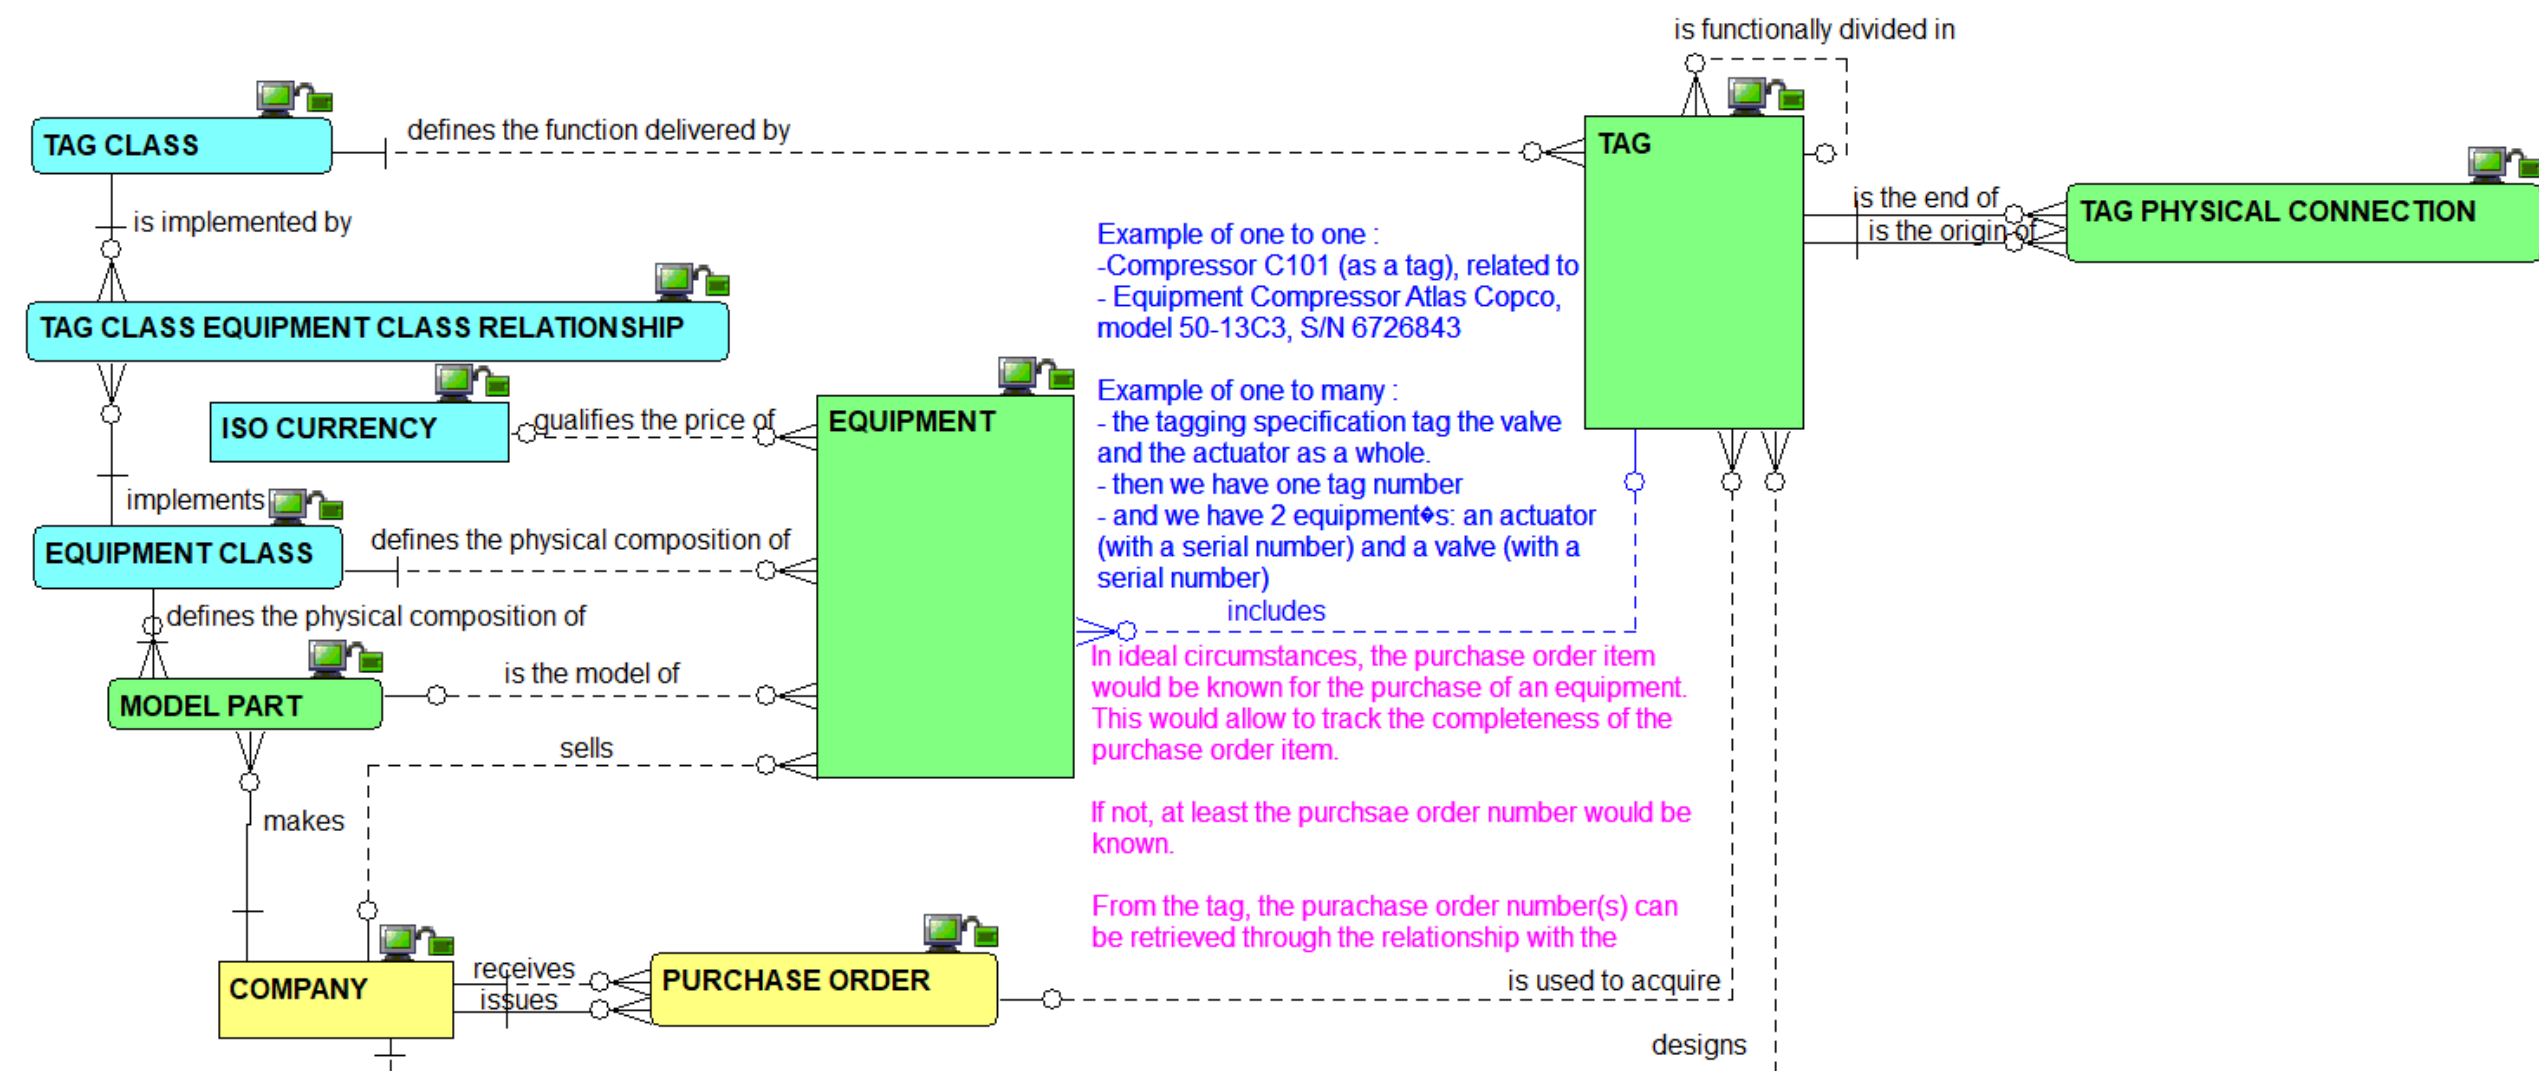 is functionally divided in
TAG CLASS
defines the function delivered by
TAG
is implemented by
is the end of
TAG PHYSICAL CONNECTION
is the origin of
Example of one to one :
-Compressor C101 (as a tag), related to
- Equipment Compressor Atlas Copco,
model 50-13C3, S/N 6726843
TAG CLASS EQUIPMENT CLASS RELATIONSHIP
Example of one to many :
- the tagging specification tag the valve
and the actuator as a whole.
- then we have one tag number
- and we have 2 equipment�s: an actuator
(with a serial number) and a valve (with a
serial number)
ISO CURRENCY
qualifies the price of
EQUIPMENT
implements
EQUIPMENT CLASS
defines the physical composition of
includes
defines the physical composition of
In ideal circumstances, the purchase order item
would be known for the purchase of an equipment.
This would allow to track the completeness of the
purchase order item.
MODEL PART
is the model of
sells
makes
If not, at least the purchsae order number would be
known.
From the tag, the purachase order number(s) can
be retrieved through the relationship with the
COMPANY
receives
issues
PURCHASE ORDER
is used to acquire
designs